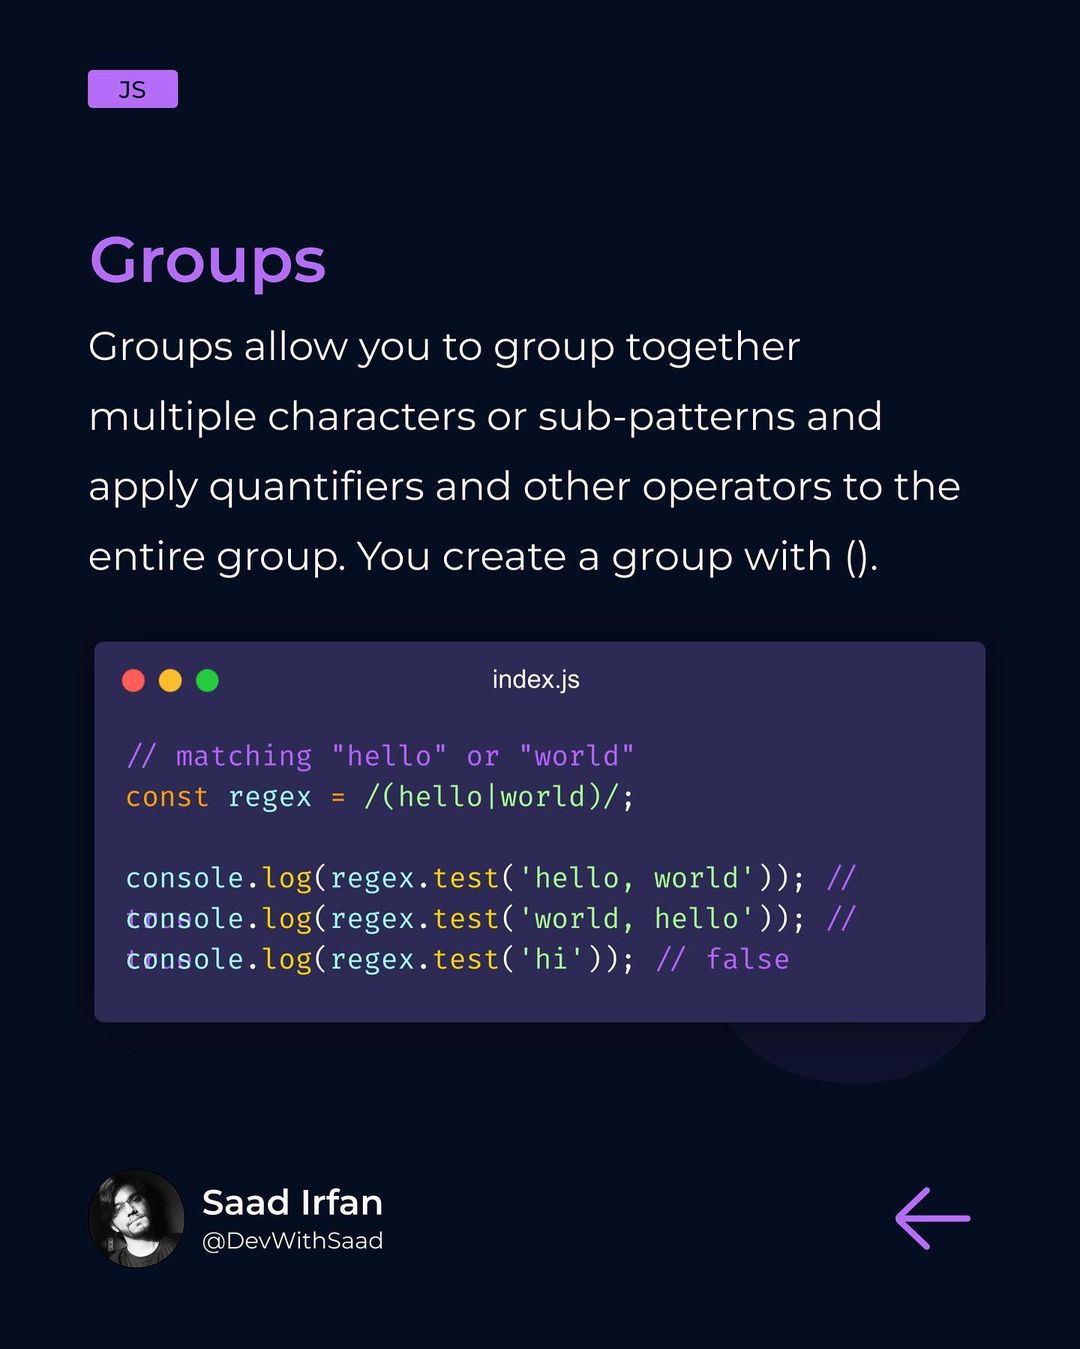 JS
Groups
Groups allow you to group together
multiple characters or sub-patterns and
apply quantifiers and other operators to the
entire group. You create a group with ().
index.js
// matching "hello" or "world"
const regex = /(hello|world)/;
console.log(regex.test('hello, world')); //
console.log(regex.test('world, hello')); //
console.log(regex.test('hi')); // false
Saad Irfan
@DevWithSaad